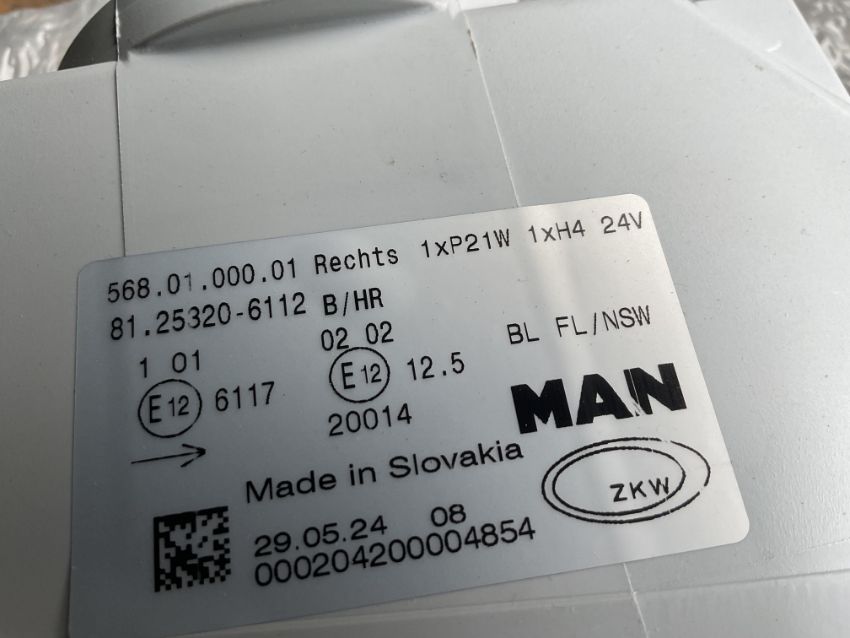 568.01.000.01 Rechts 1xP21W 1xH4 24V
81.25320-6112 B/HR
1 01
02 02
BL FL/NSW
E12 6117
E12 12.5
20014
MAN
Made in Slovakia
ZKW
29.05.24 08
000204200004854